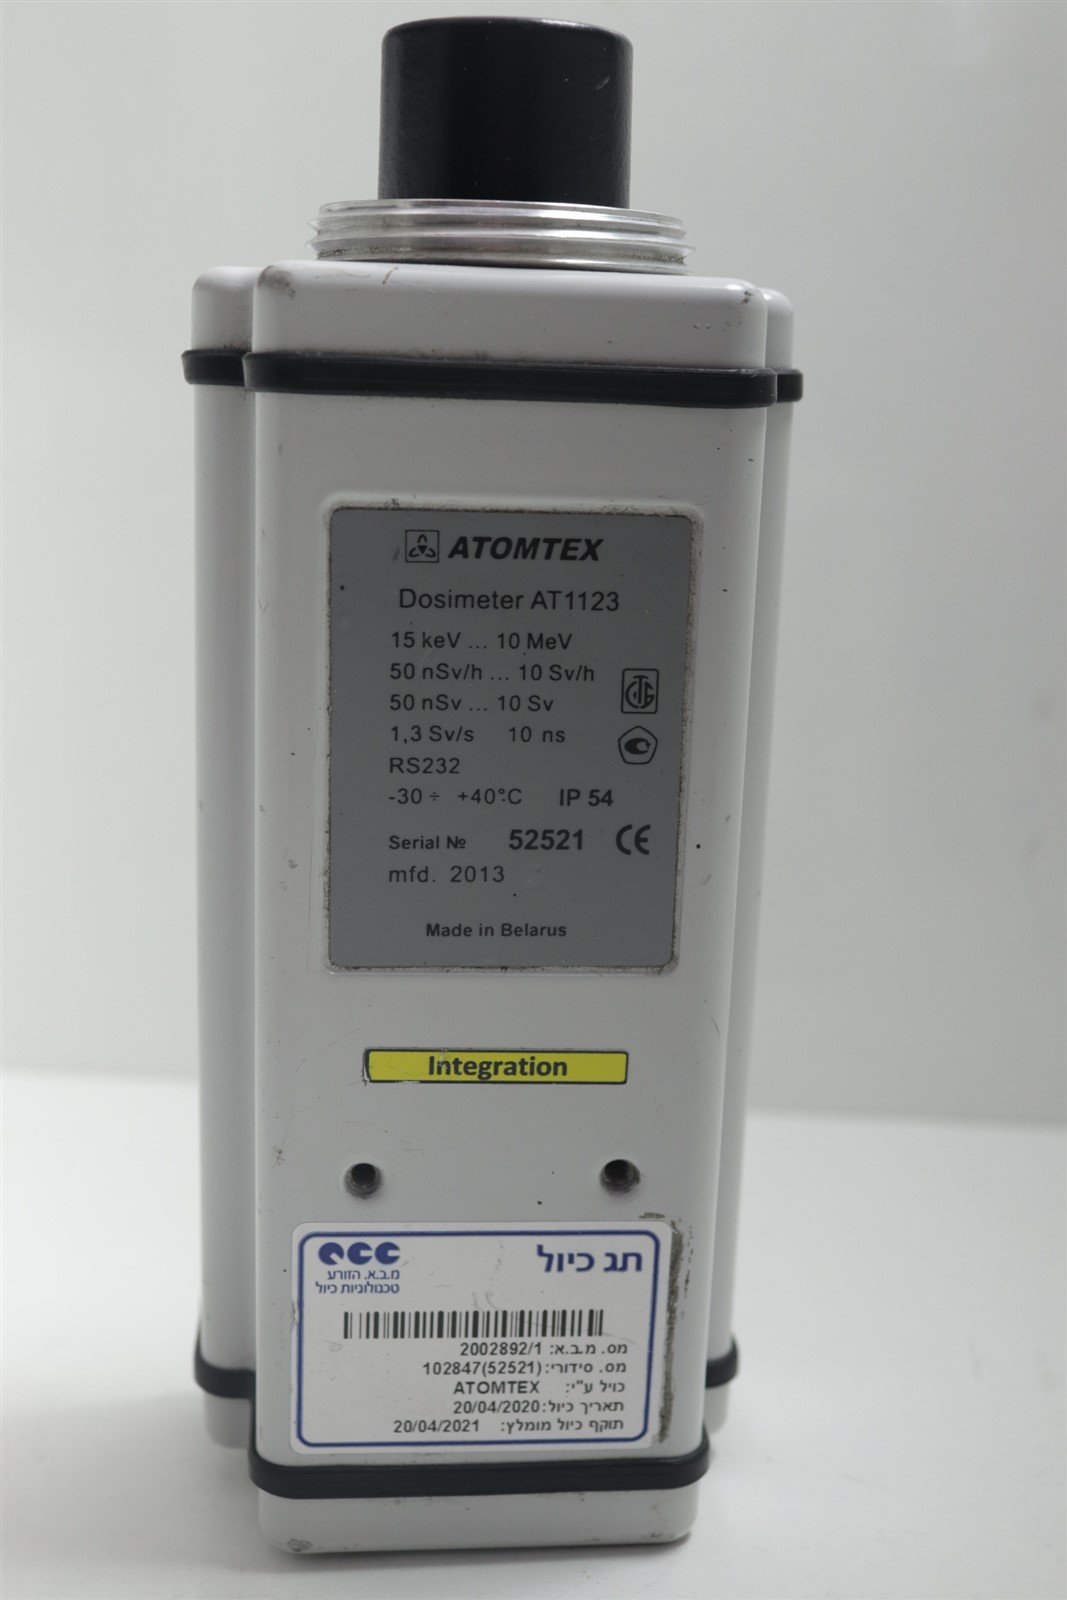 ATOMTEX
Dosimeter AT1123
15 keV ... 10 MeV
50 nSv/h ... 10 Sv/h
50 nSv ... 10 Sv
1,3 Sv/s 10 ns
RS232
-30 ÷ +40°C IP 54
Serial № 52521 CE
mfd. 2013
Made in Belarus
Integration
תג כיול
QCC
מ.ב.א. הזורע
טכנולוגיות כיול
מס. מ.ב.א: 2002892/1
מס. סידורי: 102847(52521)
כויל ע"י: ATOMTEX
תאריך כיול: 20/04/2020
תוקף כיול מומלץ: 20/04/2021